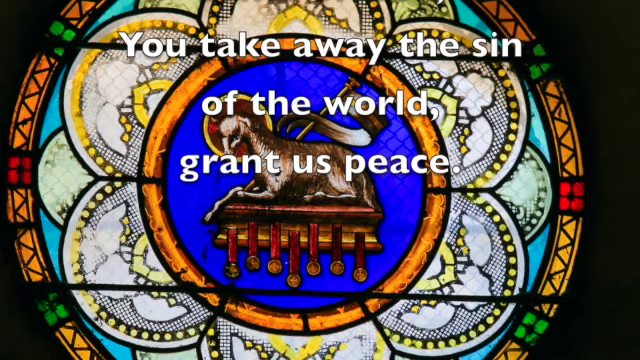 You take away the sin
of the world,
grant us peace.